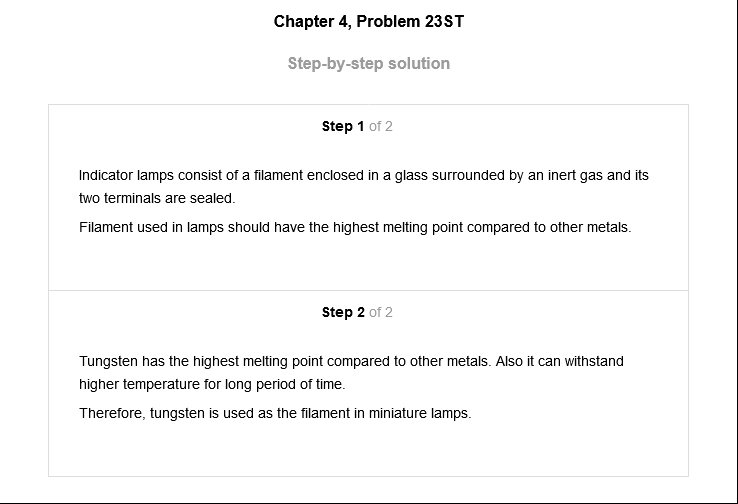 Chapter 4, Problem 23ST
Step-by-step solution
Step 1 of 2
Indicator lamps consist of a filament enclosed in a glass surrounded by an inert gas and its
two terminals are sealed.
Filament used in lamps should have the highest melting point compared to other metals.
Step 2 of 2
Tungsten has the highest melting point compared to other metals. Also it can withstand
higher temperature for long period of time.
Therefore, tungsten is used as the filament in miniature lamps.